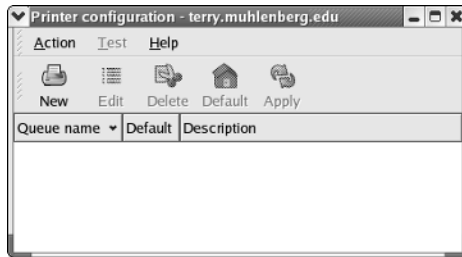 Printer configuration - terry.muhlenberg.edu
Action Test Help
New Edit Delete Default Apply
Queue name Default Description